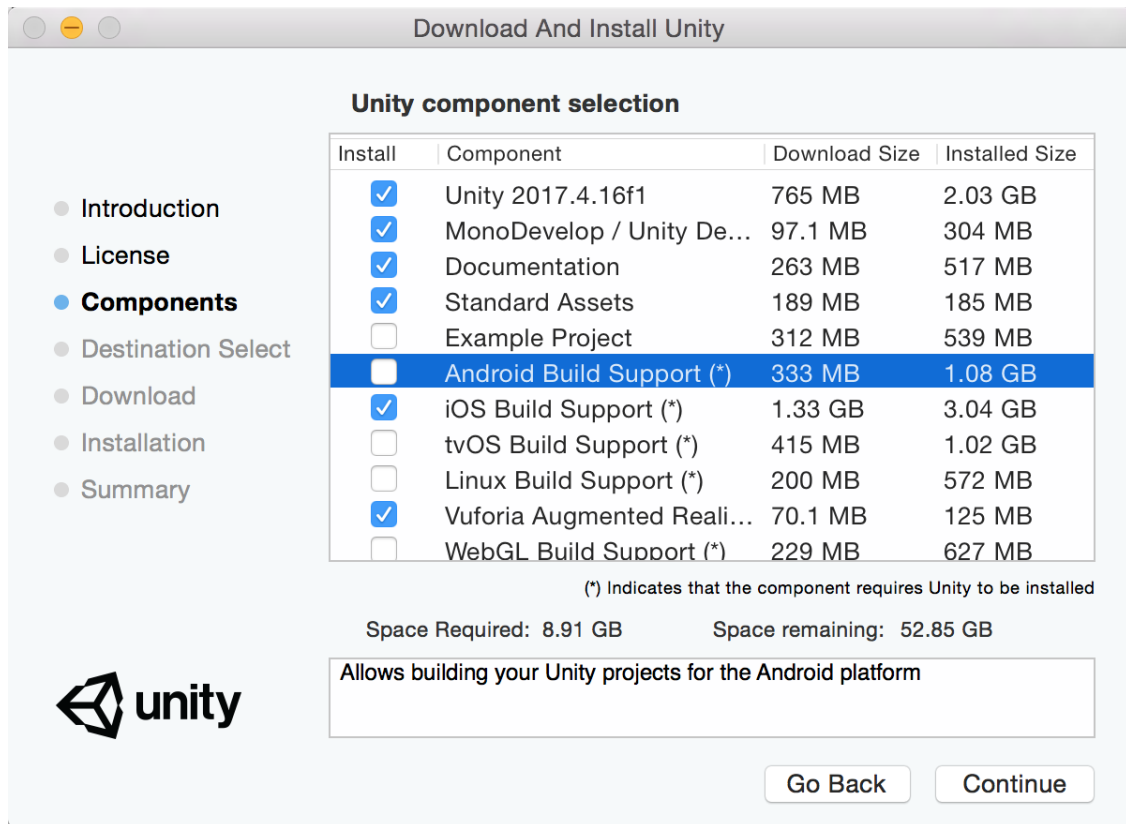 Download And Install Unity
Unity component selection
Introduction
License
Components
Destination Select
Download
Installation
Summary
Install Component Download Size Installed Size
Unity 2017.4.16f1 765 MB 2.03 GB
MonoDevelop / Unity De... 97.1 MB 304 MB
Documentation 263 MB 517 MB
Standard Assets 189 MB 185 MB
Example Project 312 MB 539 MB
Android Build Support (*) 333 MB 1.08 GB
iOS Build Support (*) 1.33 GB 3.04 GB
tvOS Build Support (*) 415 MB 1.02 GB
Linux Build Support (*) 200 MB 572 MB
Vuforia Augmented Reali... 70.1 MB 125 MB
WebGL Build Support (*) 229 MB 627 MB
(*) Indicates that the component requires Unity to be installed
Space Required: 8.91 GB Space remaining: 52.85 GB
Allows building your Unity projects for the Android platform
unity
Go Back Continue